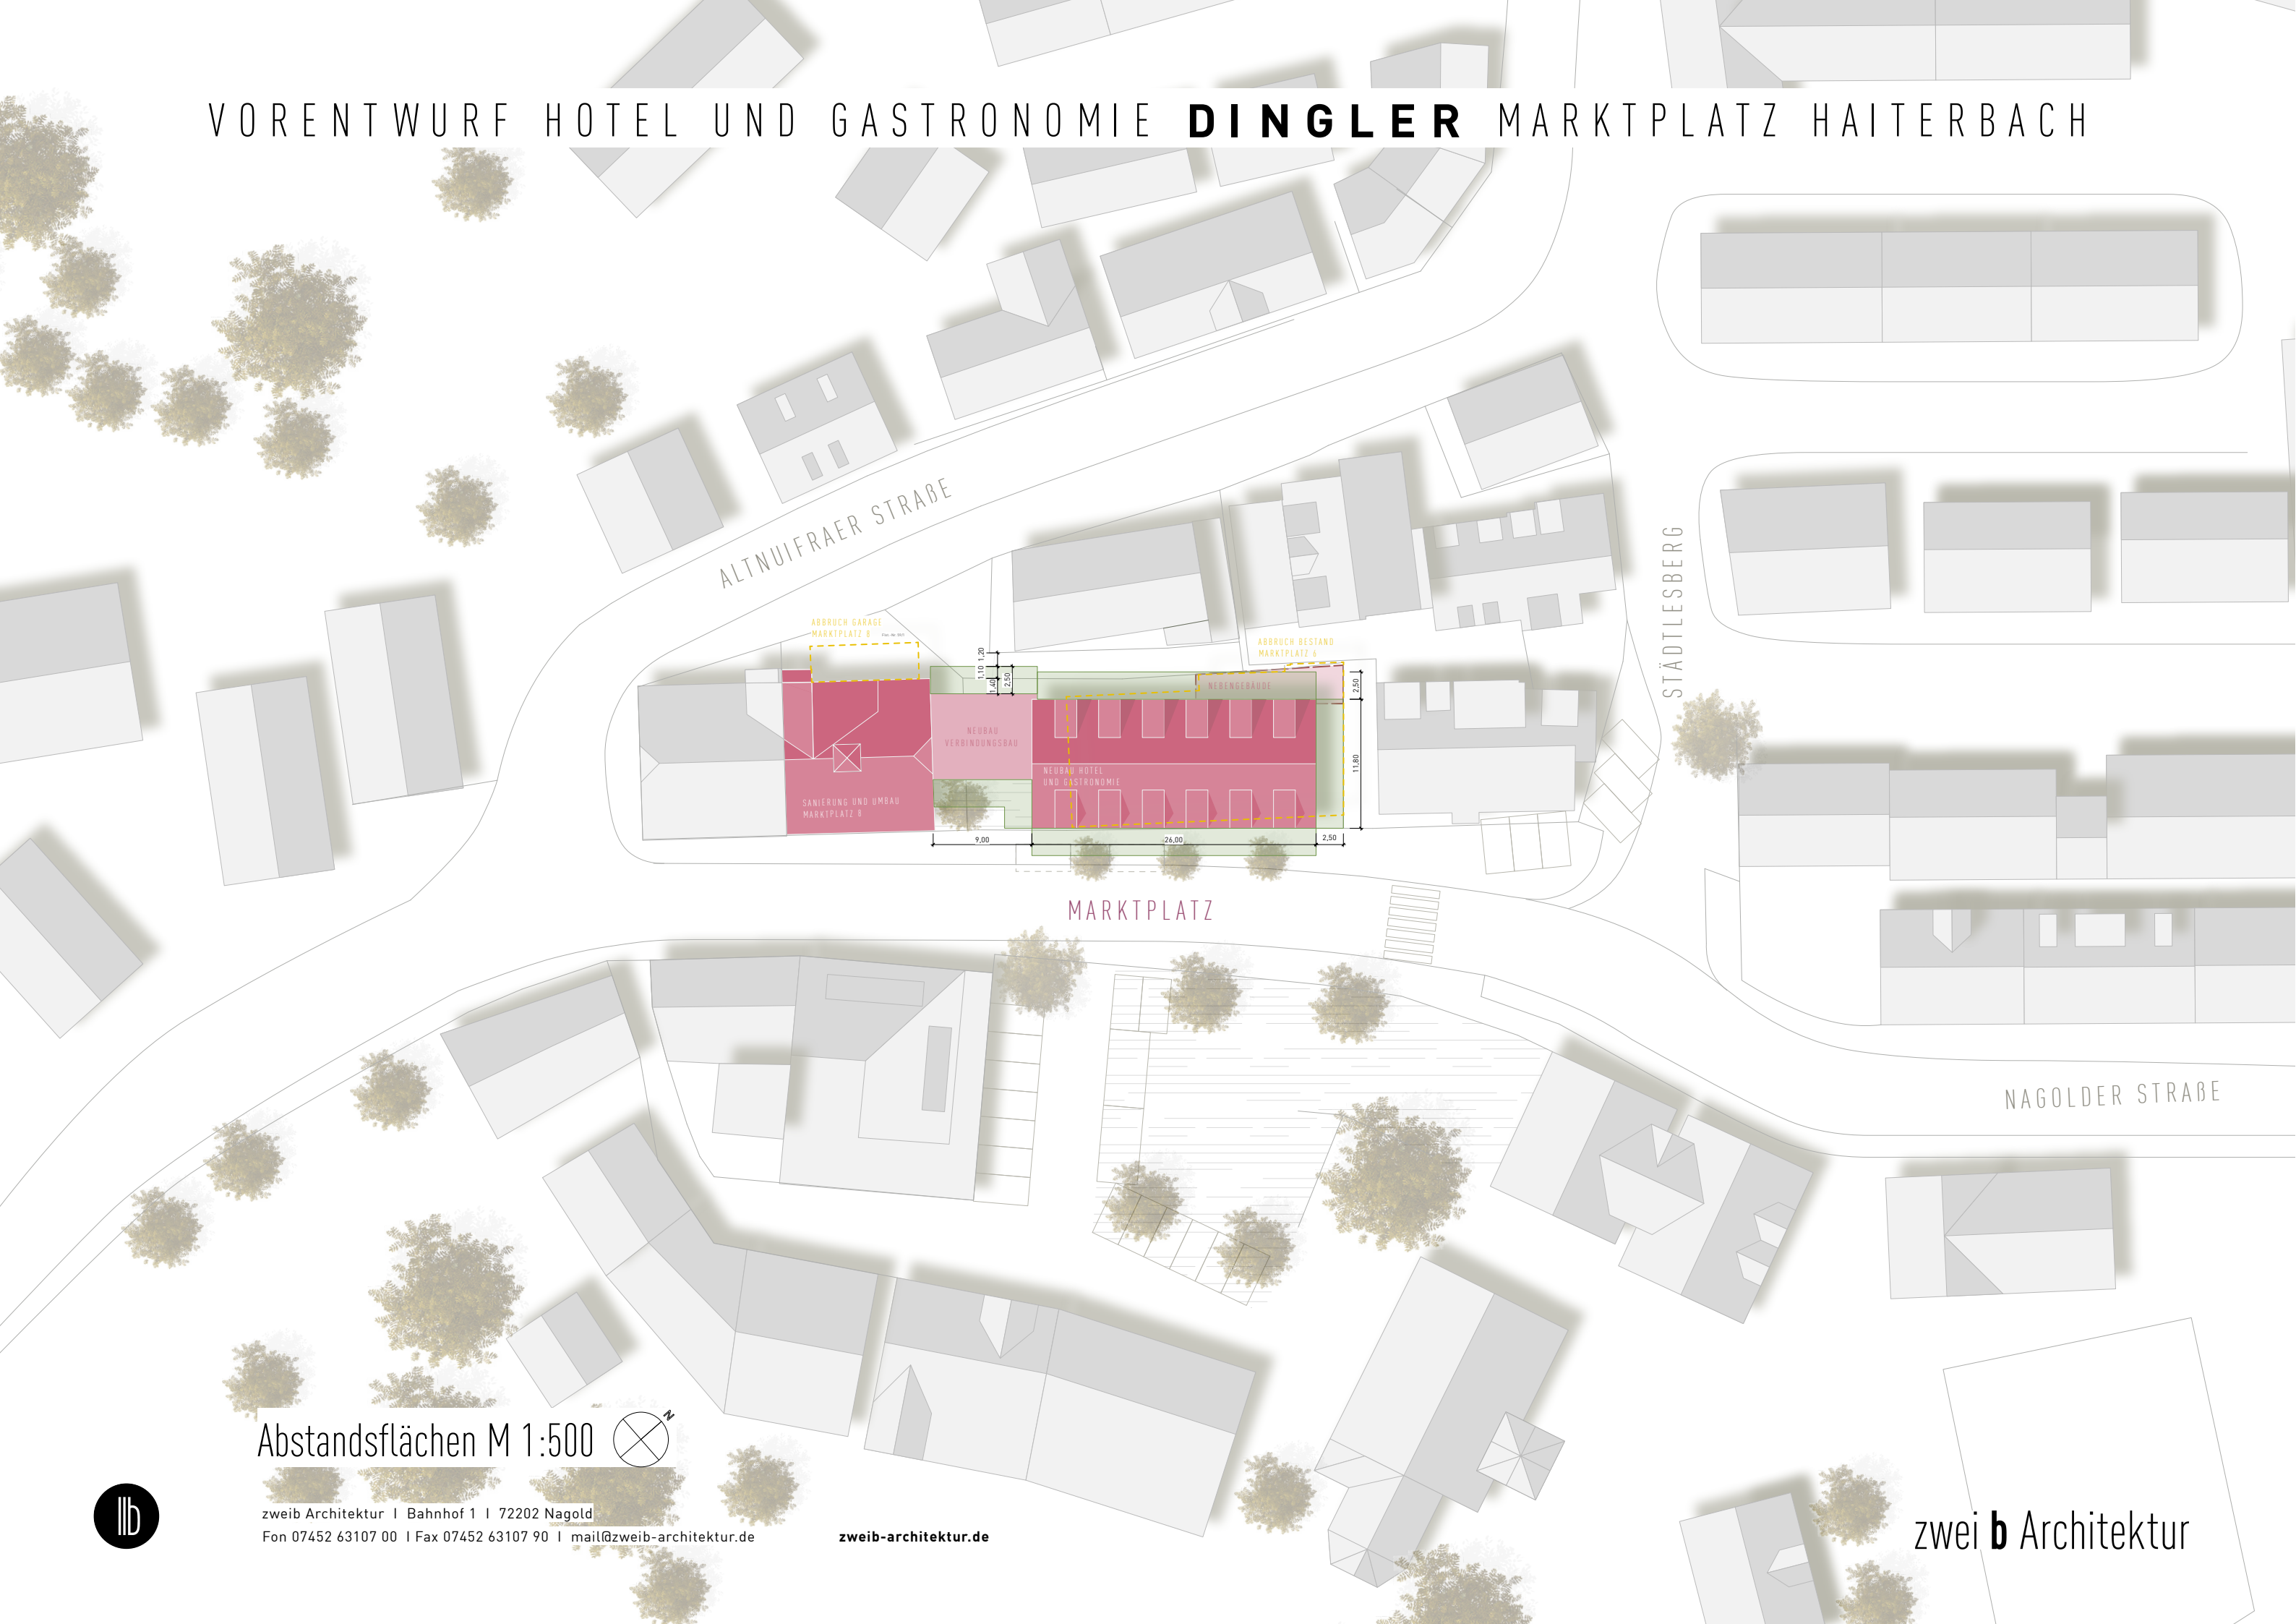 VORENTWURF HOTEL UND GASTRONOMIE DINGLER MARKTPLATZ HAITERBACH
ALTNUIFRAER STRAßE
STÄDTLESBERG
ABBRUCH GARAGE
MARKTPLATZ 8
ABBRUCH BESTAND
MARKTPLATZ 6
1,20
1,10
1,40
2,50
NEBENGEBÄUDE
2,50
NEUBAU
VERBINDUNGSBAU
11,80
NEUBAU HOTEL
UND GASTRONOMIE
SANIERUNG UND UMBAU
MARKTPLATZ 8
9,00
26,00
2,50
MARKTPLATZ
NAGOLDER STRAßE
Abstandsflächen M 1:500
N
zweib Architektur I Bahnhof 1 I 72202 Nagold
Fon 07452 63107 00 I Fax 07452 63107 90 I mail@zweib-architektur.de
zweib-architektur.de
zwei b Architektur